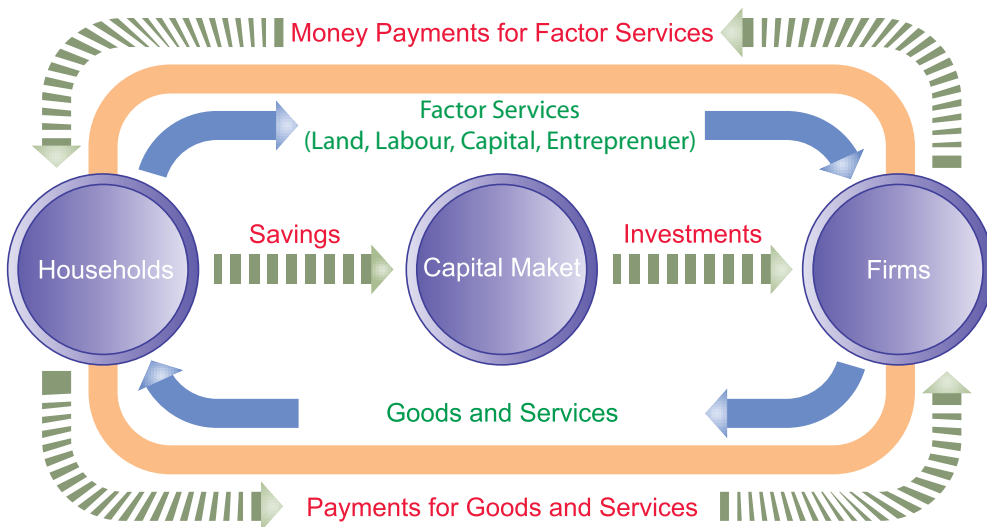 Money Payments for Factor Services
Factor Services
(Land, Labour, Capital, Entreprenuer)
Savings
Investments
Households
Capital Maket
Firms
Goods and Services
Payments for Goods and Services